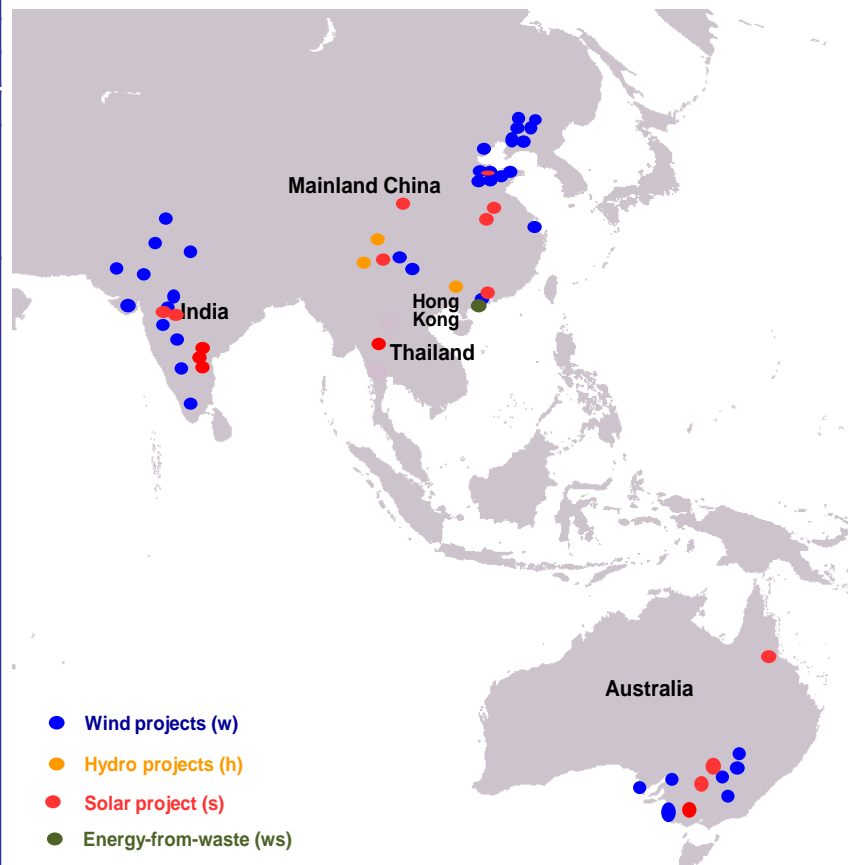 Mainland China
India
Hong
Kong
Thailand
Australia
Wind projects (w)
Hydro projects (h)
Solar project (s)
Energy-from-waste (ws)